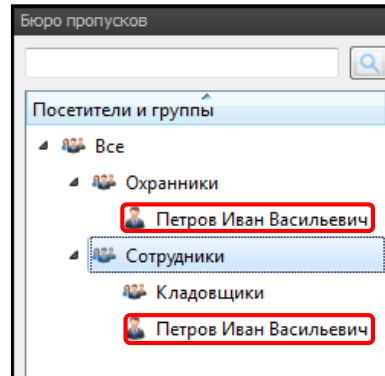 Бюро пропусков
Посетители и группы
Все
Охранники
Петров Иван Васильевич
Сотрудники
Кладовщики
Петров Иван Васильевич